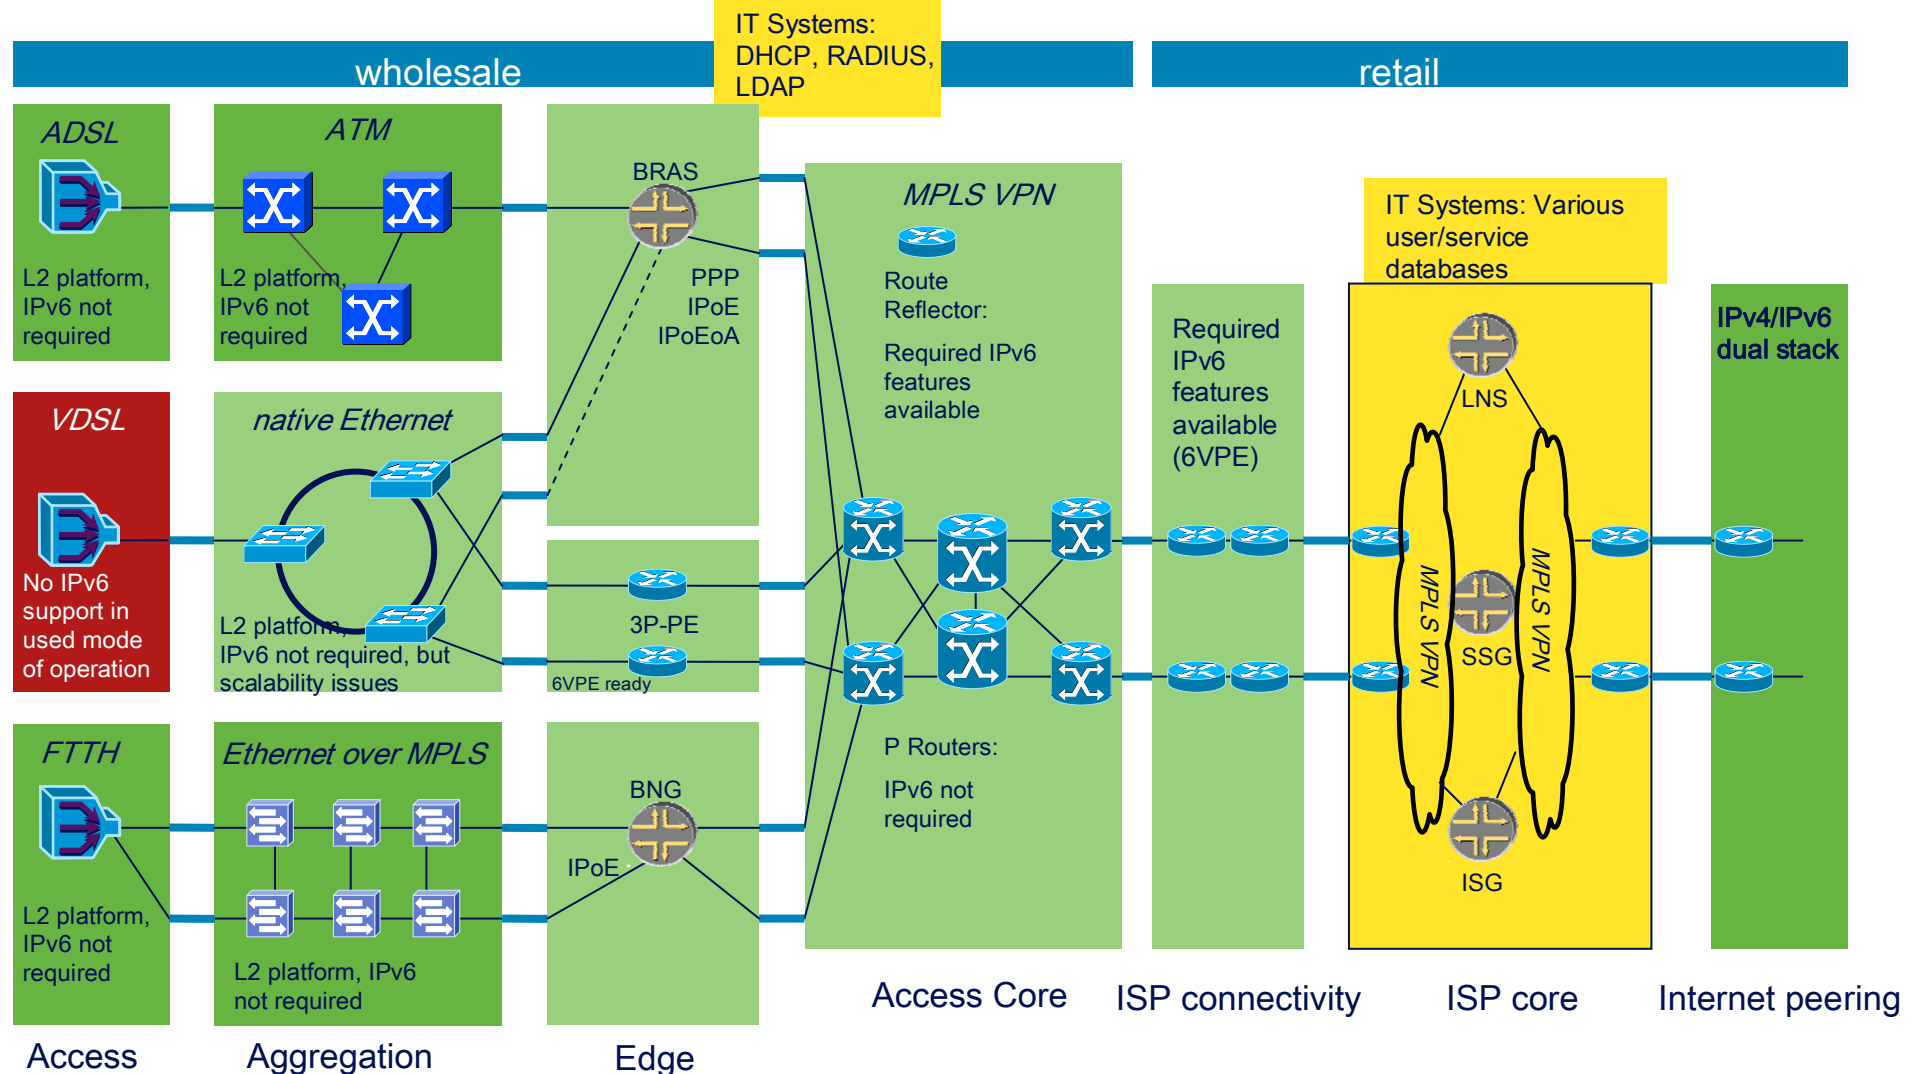 IT Systems:
DHCP, RADIUS,
LDAP
wholesale
retail
ADSL
L2 platform,
IPv6 not
required
ATM
L2 platform,
IPv6 not
required
BRAS
PPP
IPoE
IPoEoA
MPLS VPN
Route
Reflector:
Required IPv6
features
available
P Routers:
IPv6 not
required
Required
IPv6
features
available
(6VPE)
IT Systems: Various
user/service
databases
LNS
MPLS VPN
SSG
MPLS VPN
ISG
IPv4/IPv6
dual stack
VDSL
No IPv6
support in
used mode
of operation
native Ethernet
L2 platform,
IPv6 not required, but
scalability issues
3P-PE
6VPE ready
FTTH
L2 platform,
IPv6 not
required
Ethernet over MPLS
L2 platform, IPv6
not required
BNG
IPoE
Access
Aggregation
Edge
Access Core
ISP connectivity
ISP core
Internet peering